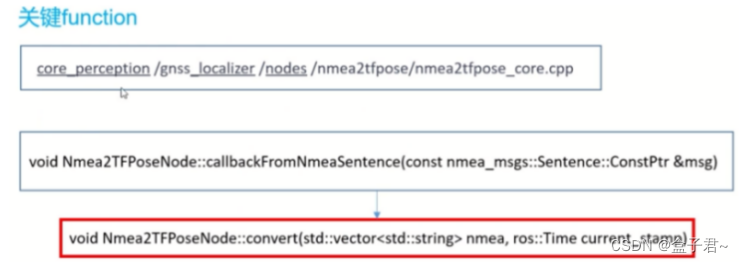 关键function
core_perception /gnss_localizer /nodes /nmea2tfpose/nmea2tfpose_core.cpp
void Nmea2TFPoseNode::callbackFromNmeaSentence(const nmea_msgs::Sentence::ConstPtr &msg)
void Nmea2TFPoseNode::convert(std::vector<std::string> nmea, ros::Time current_stamp)
CSDN @盒子君~